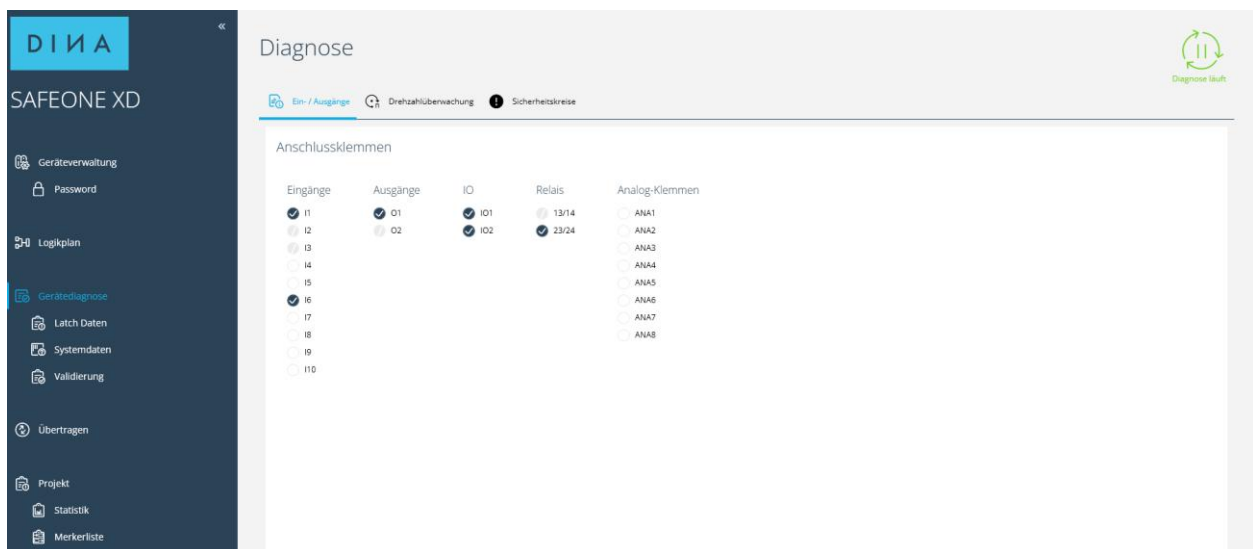 DINA
«
SAFEONE XD
Geräteverwaltung
Password
Logikplan
Gerätediagnose
Latch Daten
Systemdaten
Validierung
Übertragen
Projekt
Statistik
Merkerliste
Diagnose
Diagnose läuft
Ein- / Ausgänge Drehzahlüberwachung Sicherheitskreise
Anschlussklemmen
Eingänge Ausgänge IO Relais Analog-Klemmen
I1 O1 IO1 13/14 ANA1
I2 O2 IO2 23/24 ANA2
I3 ANA3
I4 ANA4
I5 ANA5
I6 ANA6
I7 ANA7
I8 ANA8
I9
I10